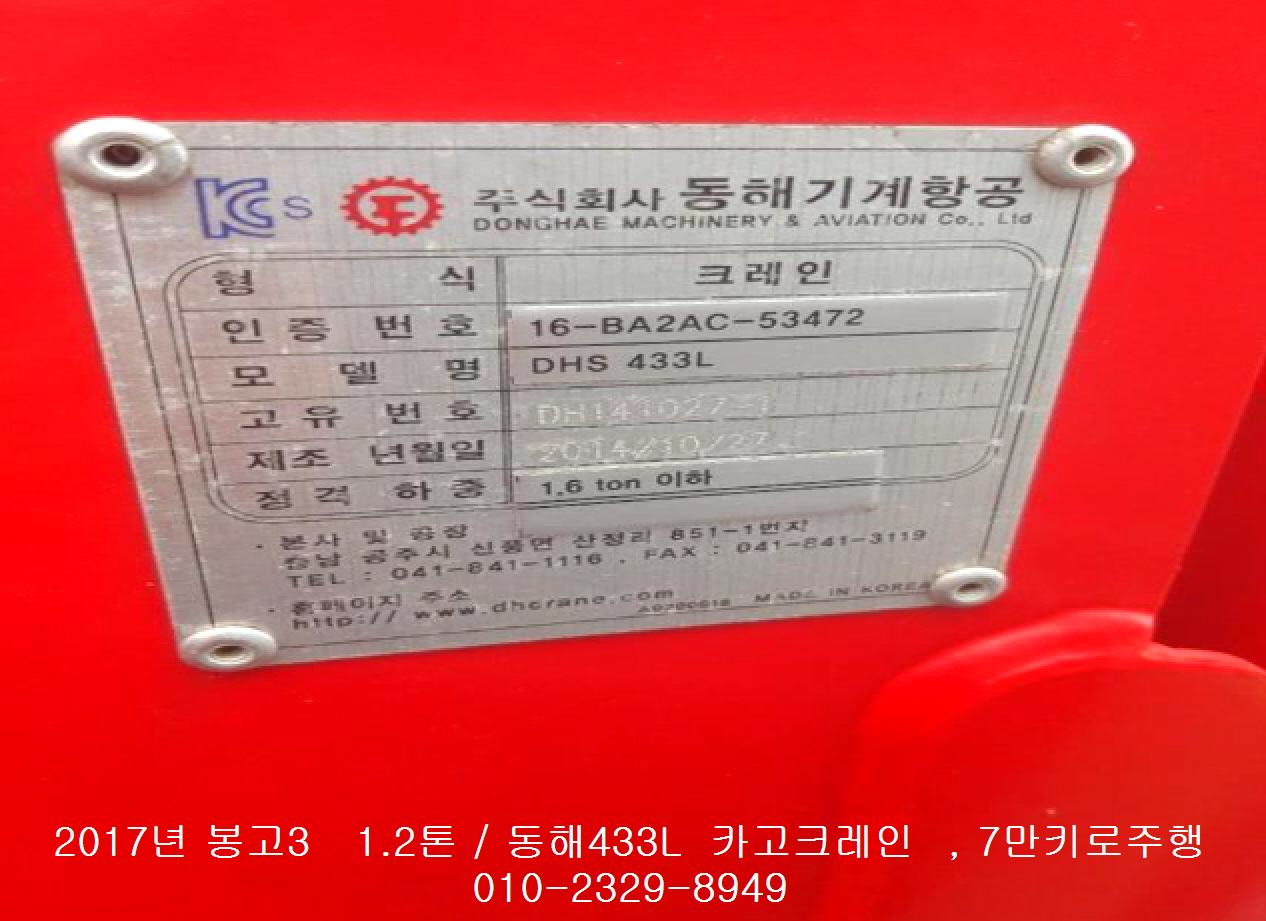 KCs 주식회사 동해기계항공
DONGHAE MACHINERY & AVIATION Co., Ltd
형 식 크레인
인 증 번 호 16-BA2AC-53472
모 델 명 DHS 433L
고 유 번 호 DH141027-1
제조 년월일 2014/10/27
정 격 하 중 1.6 ton 이하
· 본사 및 공장
충남 공주시 신풍면 산정리 851-1번지
TEL : 041-841-1116 , FAX : 041-841-3119
· 홈페이지 주소
http:// www.dhcrane.com
MADE IN KOREA
2017년 봉고3 1.2톤 / 동해433L 카고크레인 , 7만키로주행
010-2329-8949